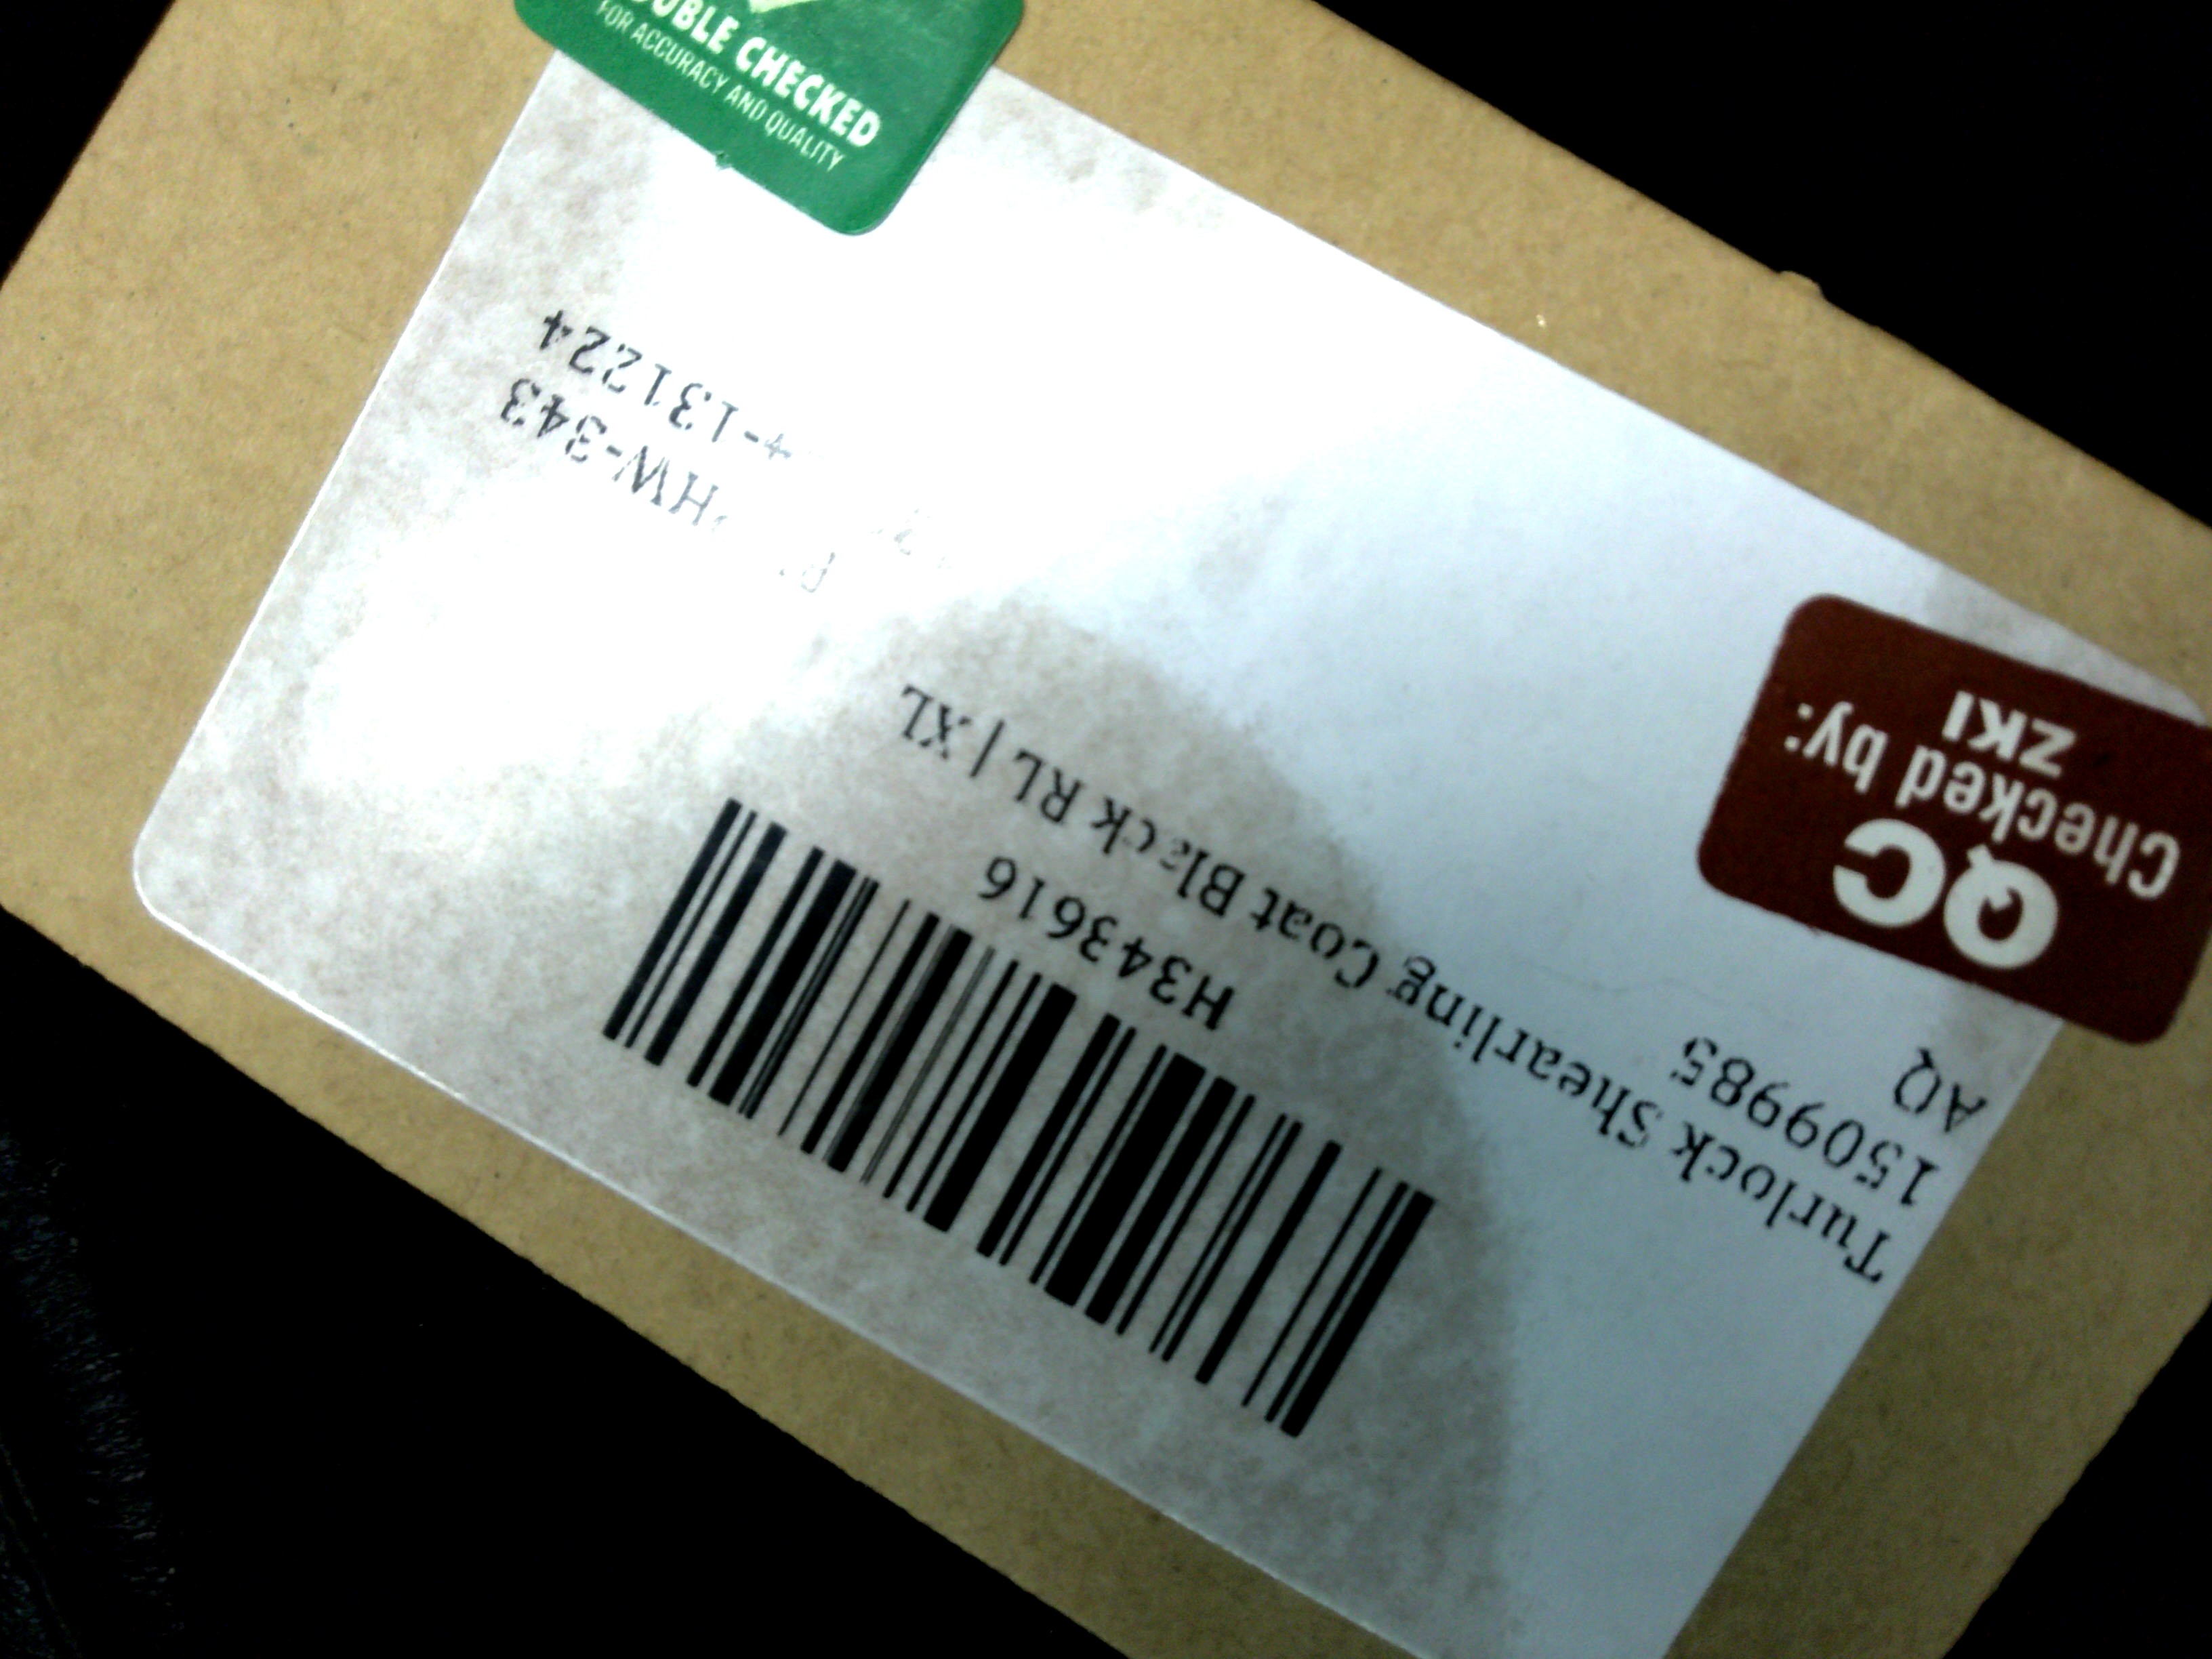 H343616
Turlock Shearling Coat Black RL | XL
1509985
AQ
HW-343
-131224
QC
Checked by:
ZKI
DOUBLE CHECKED
FOR ACCURACY AND QUALITY